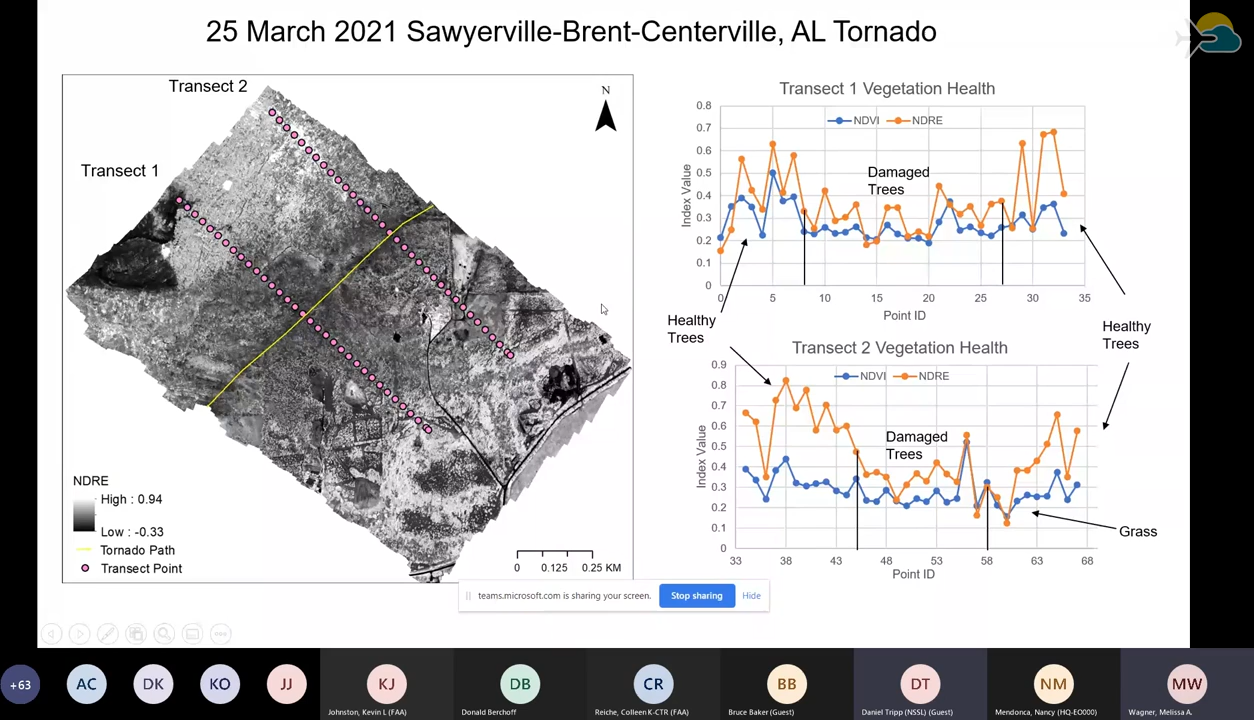 25 March 2021 Sawyerville-Brent-Centerville, AL Tornado
Transect 2
Transect 1
N
NDRE
High : 0.94
Low : -0.33
Tornado Path
Transect Point
0 0.125 0.25 KM
Transect 1 Vegetation Health
NDVI NDRE
0.8
0.7
0.6
0.5
0.4
0.3
0.2
0.1
0
Index Value
Damaged
Trees
0 5 10 15 20 25 30 35
Point ID
Healthy
Trees
Healthy
Trees
Transect 2 Vegetation Health
NDVI NDRE
0.9
0.8
0.7
0.6
0.5
0.4
0.3
0.2
0.1
0
Index Value
Damaged
Trees
Grass
33 38 43 48 53 58 63 68
Point ID
teams.microsoft.com is sharing your screen. Stop sharing Hide
+63 AC DK KO JJ KJ DB CR BB DT NM MW
Johnston, Kevin L (FAA) Donald Berchoff Reiche, Colleen K-CTR (FAA) Bruce Baker (Guest) Daniel Tripp (NSSL) (Guest) Mendonca, Nancy (HQ-EO000) Wagner, Melissa A.